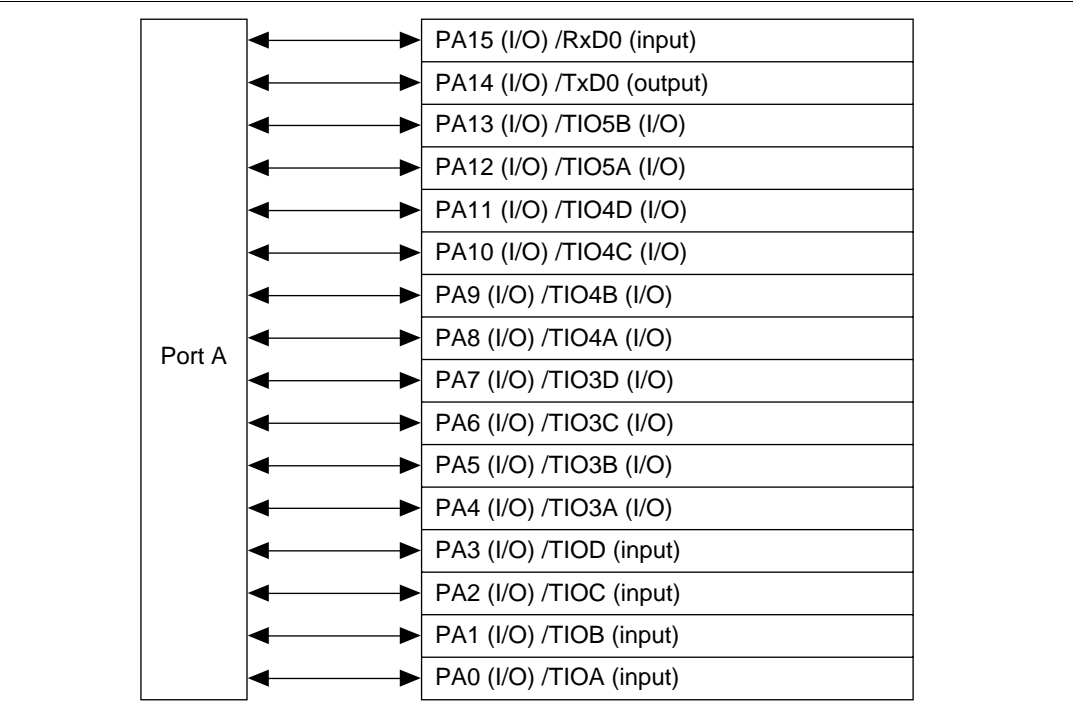 PA15 (I/O) /RxD0 (input)
PA14 (I/O) /TxD0 (output)
PA13 (I/O) /TIO5B (I/O)
PA12 (I/O) /TIO5A (I/O)
PA11 (I/O) /TIO4D (I/O)
PA10 (I/O) /TIO4C (I/O)
PA9 (I/O) /TIO4B (I/O)
PA8 (I/O) /TIO4A (I/O)
Port A
PA7 (I/O) /TIO3D (I/O)
PA6 (I/O) /TIO3C (I/O)
PA5 (I/O) /TIO3B (I/O)
PA4 (I/O) /TIO3A (I/O)
PA3 (I/O) /TIOD (input)
PA2 (I/O) /TIOC (input)
PA1 (I/O) /TIOB (input)
PA0 (I/O) /TIOA (input)